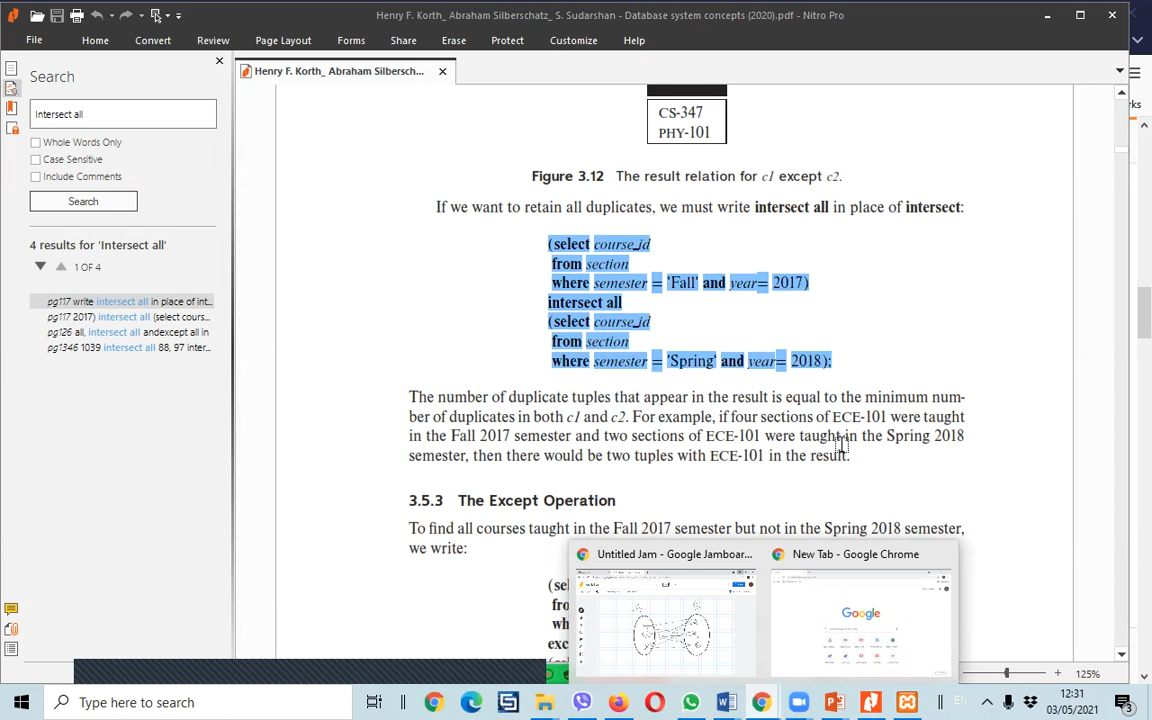 Henry F. Korth_ Abraham Silberschatz_ S. Sudarshan - Database system concepts (2020).pdf - Nitro Pro
File Home Convert Review Page Layout Forms Share Erase Protect Customize Help
Search
Intersect all
Whole Words Only
Case Sensitive
Include Comments
Search
4 results for 'Intersect all'
1 OF 4
pg117 write intersect all in place of int...
pg117 2017) intersect all (select cours...
pg126 all, intersect all andexcept all in
pg1346 1039 intersect all 88, 97 inter...
Henry F. Korth_ Abraham Silbersch...
CS-347
PHY-101
Figure 3.12 The result relation for c1 except c2.
If we want to retain all duplicates, we must write intersect all in place of intersect:
(select course_id
from section
where semester = 'Fall' and year= 2017)
intersect all
(select course_id
from section
where semester = 'Spring' and year= 2018);
The number of duplicate tuples that appear in the result is equal to the minimum num-
ber of duplicates in both c1 and c2. For example, if four sections of ECE-101 were taught
in the Fall 2017 semester and two sections of ECE-101 were taught in the Spring 2018
semester, then there would be two tuples with ECE-101 in the result.
3.5.3 The Except Operation
To find all courses taught in the Fall 2017 semester but not in the Spring 2018 semester,
we write:
(sel
fro
wh
exc
Untitled Jam - Google Jamboar...
New Tab - Google Chrome
Google
125%
Type here to search
EN
12:31
03/05/2021
3
rks